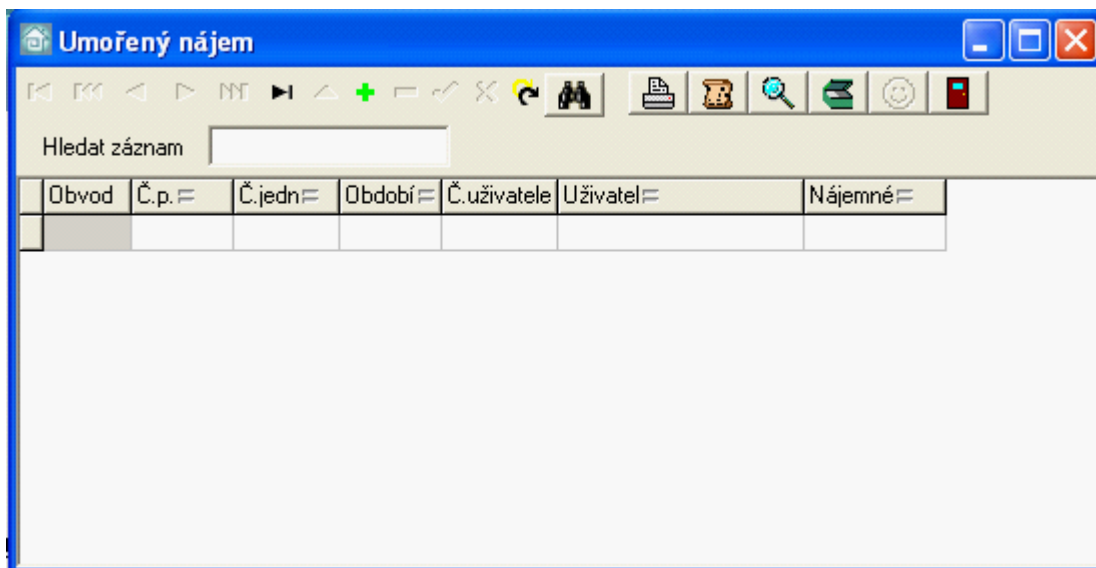 Umořený nájem
Hledat záznam
Obvod Č.p. Č.jedn Období Č.uživatele Uživatel Nájemné